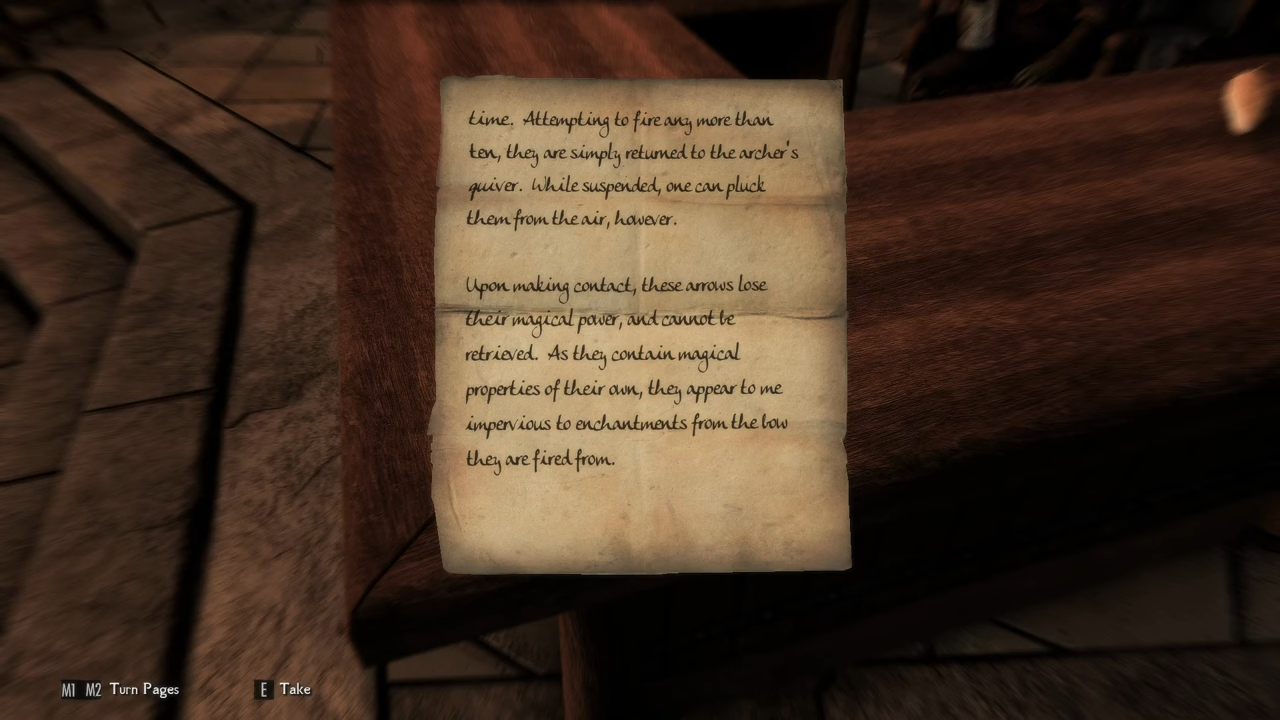 time.  Attempting to fire any more than
ten, they are simply returned to the archer's
quiver.  While suspended, one can pluck
them from the air, however.
Upon making contact, these arrows lose
their magical power, and cannot be
retrieved.  As they contain magical
properties of their own, they appear to me
impervious to enchantments from the bow
they are fired from.
M1 M2 Turn Pages E Take